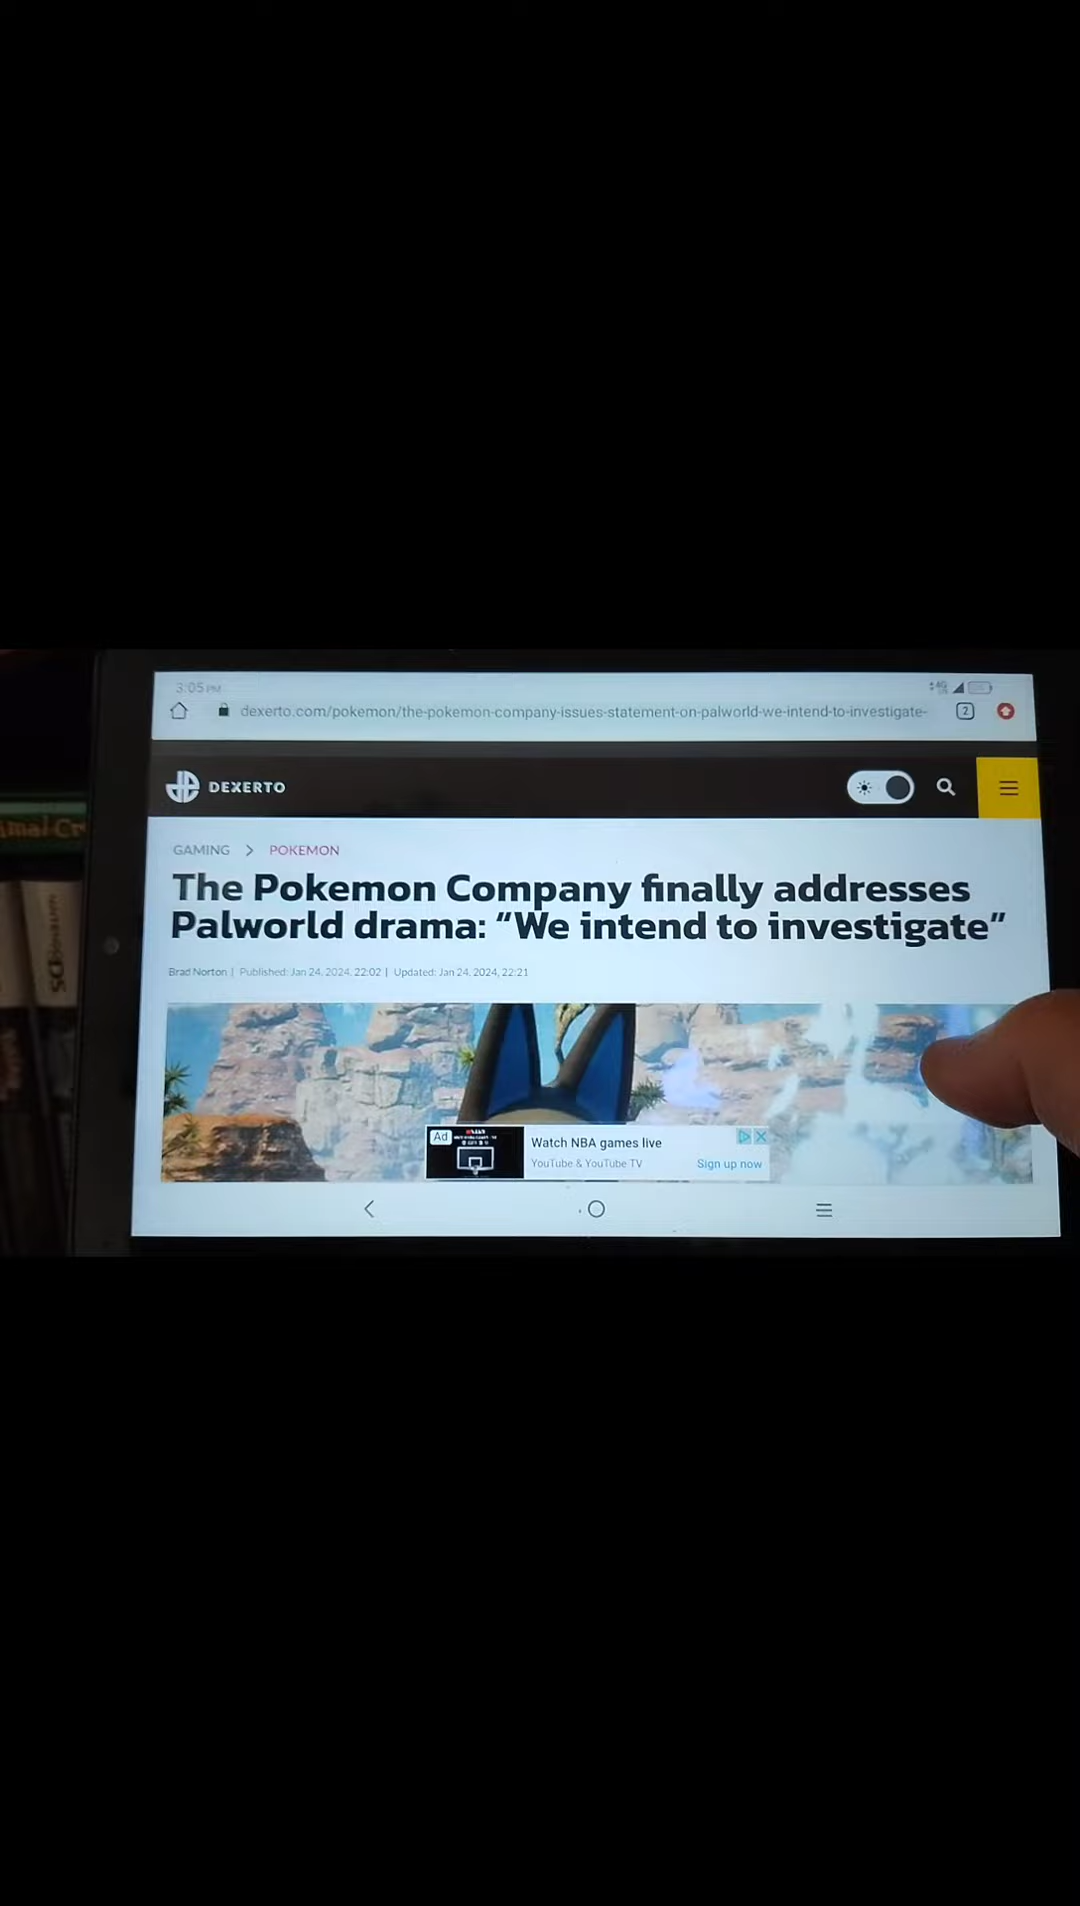 3:05 PM
dexerto.com/pokemon/the-pokemon-company-issues-statement-on-palworld-we-intend-to-investigate-
2
DEXERTO
GAMING > POKEMON
The Pokemon Company finally addresses
Palworld drama: “We intend to investigate”
Brad Norton | Published: Jan 24, 2024, 22:02 | Updated: Jan 24, 2024, 22:21
Ad
Watch NBA games live
YouTube & YouTube TV
Sign up now
imal Cr